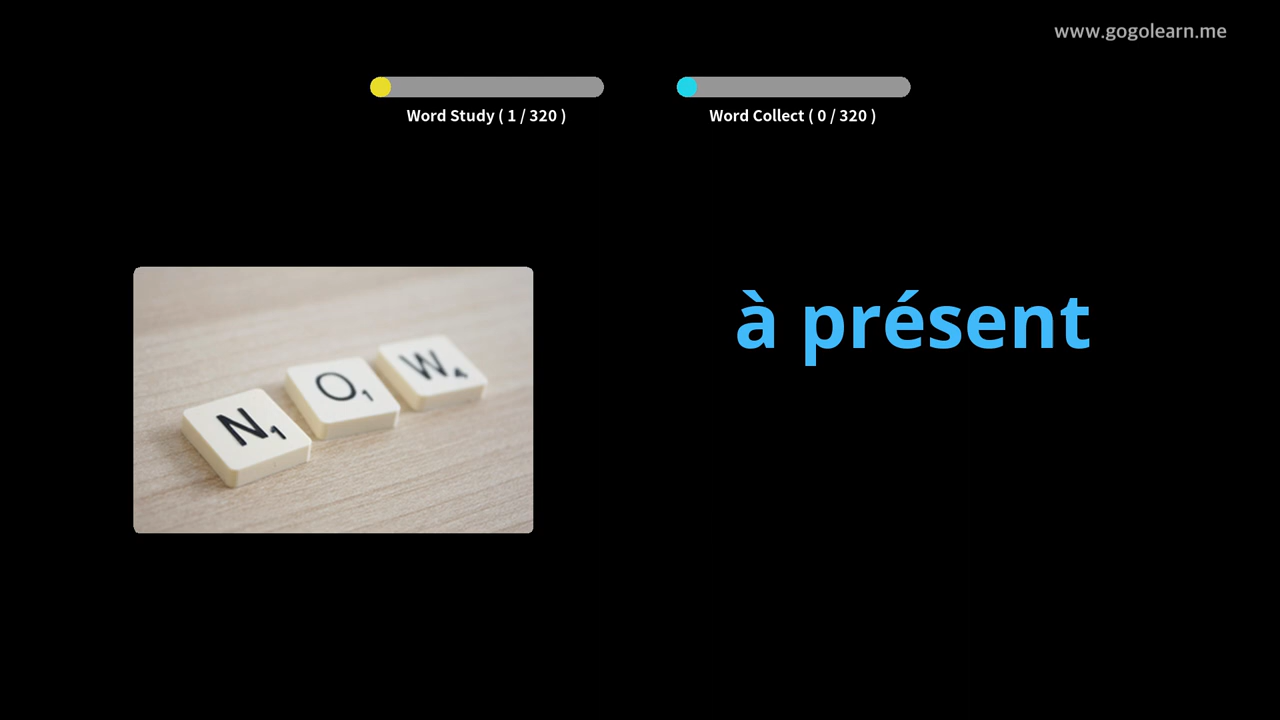 www.gogolearn.me
Word Study ( 1 / 320 )
Word Collect ( 0 / 320 )
N1 O1 W4
à présent